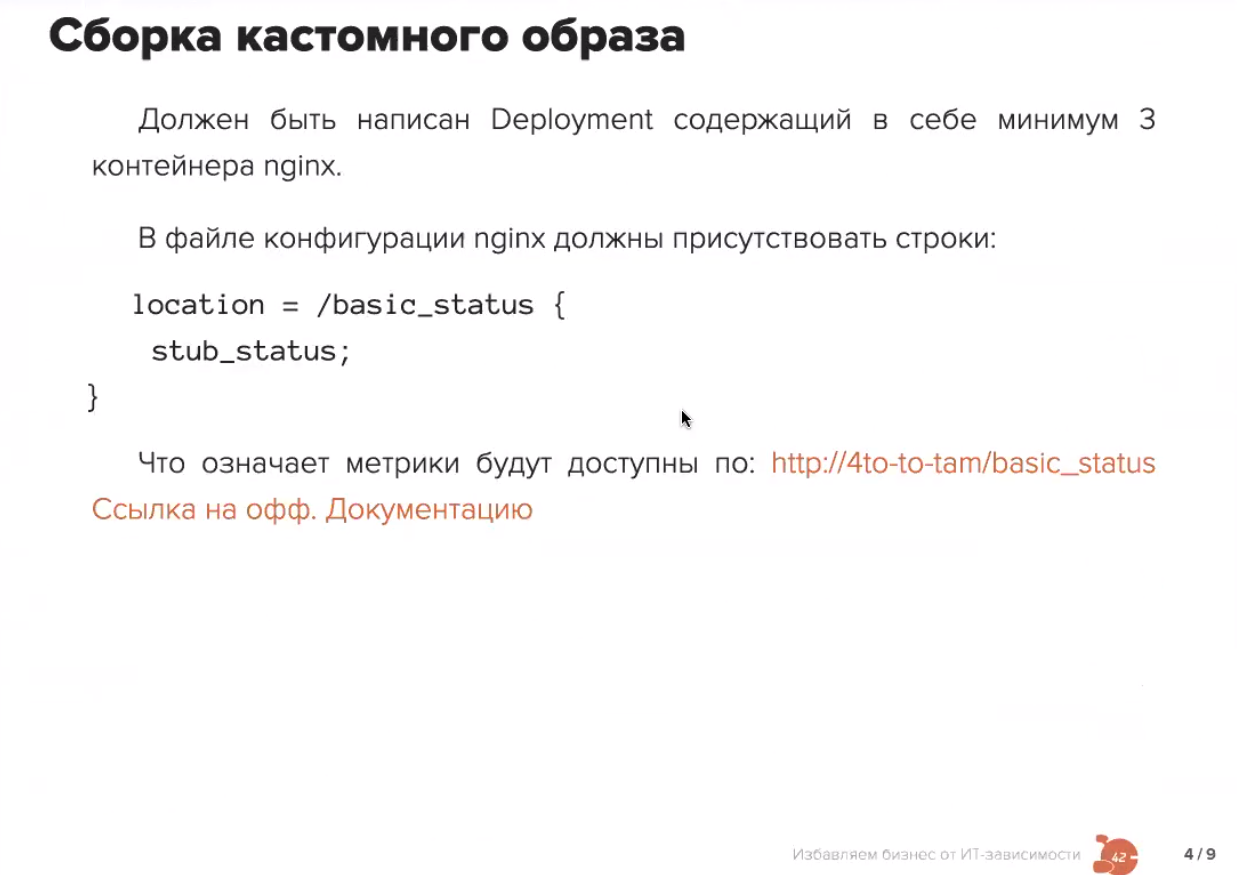 Сборка кастомного образа
Должен быть написан Deployment содержащий в себе минимум 3
контейнера nginx.
В файле конфигурации nginx должны присутствовать строки:
location = /basic_status {
stub_status;
}
Что означает метрики будут доступны по: http://4to-to-tam/basic_status
Ссылка на офф. Документацию
Избавляем бизнес от ИТ-зависимости
42
4 / 9